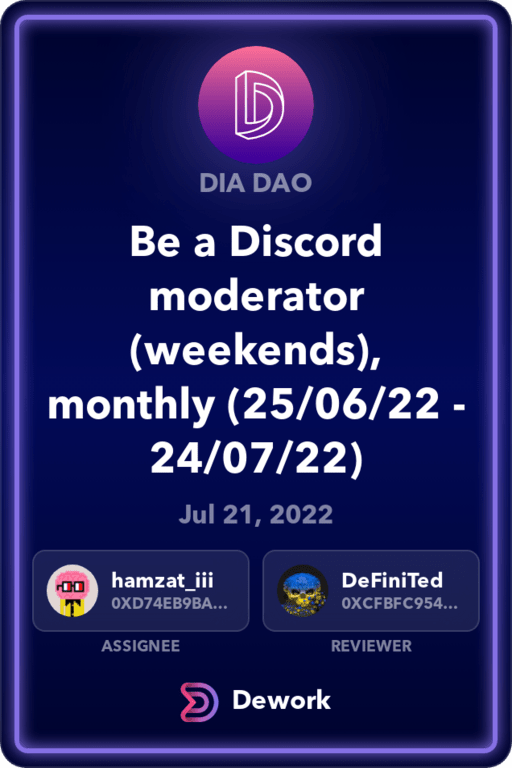 DIA DAO
Be a Discord
moderator
(weekends),
monthly (25/06/22 -
24/07/22)
Jul 21, 2022
hamzat_iii
0XD74EB9BA...
ASSIGNEE
DeFiniTed
0XCFBFC954...
REVIEWER
Dework